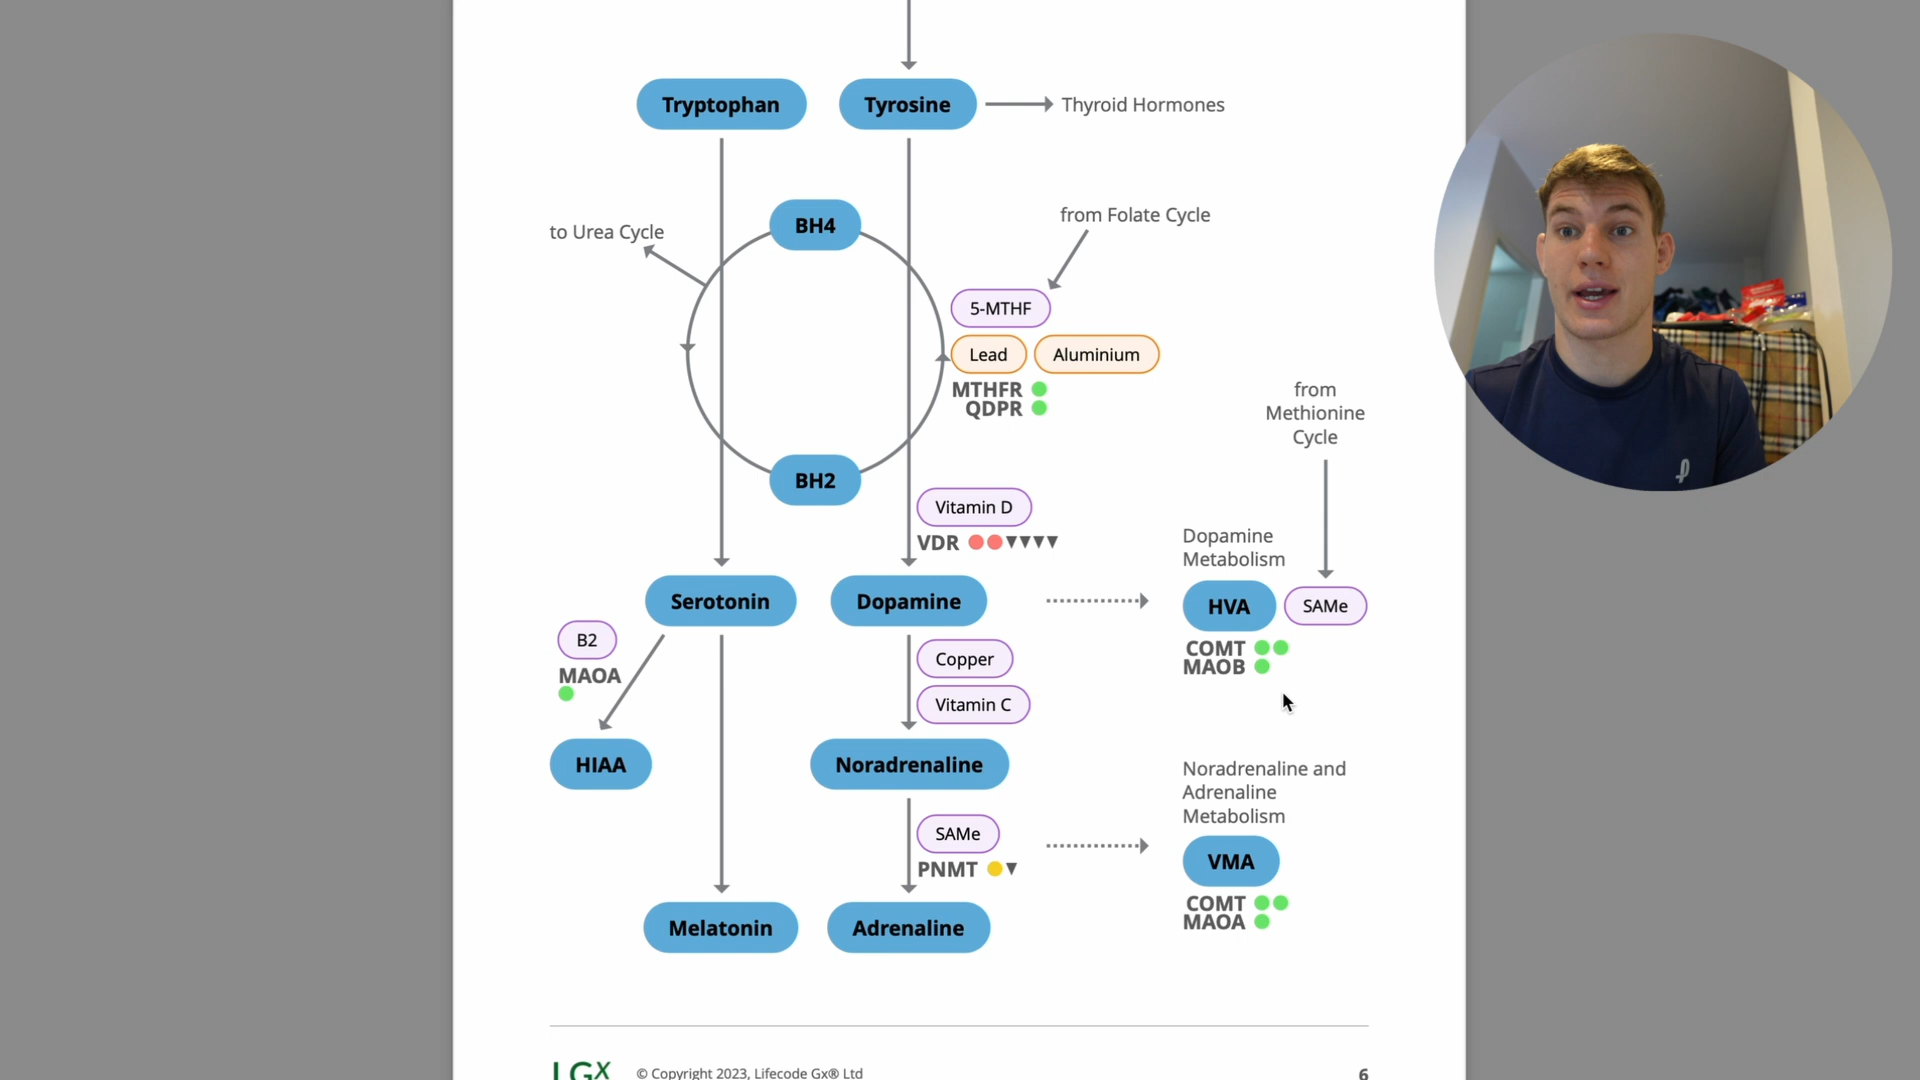 Tryptophan
Tyrosine
Thyroid Hormones
BH4
to Urea Cycle
from Folate Cycle
5-MTHF
Lead
Aluminium
MTHFR
QDPR
from
Methionine
Cycle
BH2
Vitamin D
VDR
Dopamine
Metabolism
Serotonin
Dopamine
HVA
SAMe
COMT
MAOB
B2
MAOA
Copper
Vitamin C
HIAA
Noradrenaline
Noradrenaline and
Adrenaline
Metabolism
SAMe
PNMT
VMA
COMT
MAOA
Melatonin
Adrenaline
LGX
© Copyright 2023, Lifecode Gx® Ltd
6